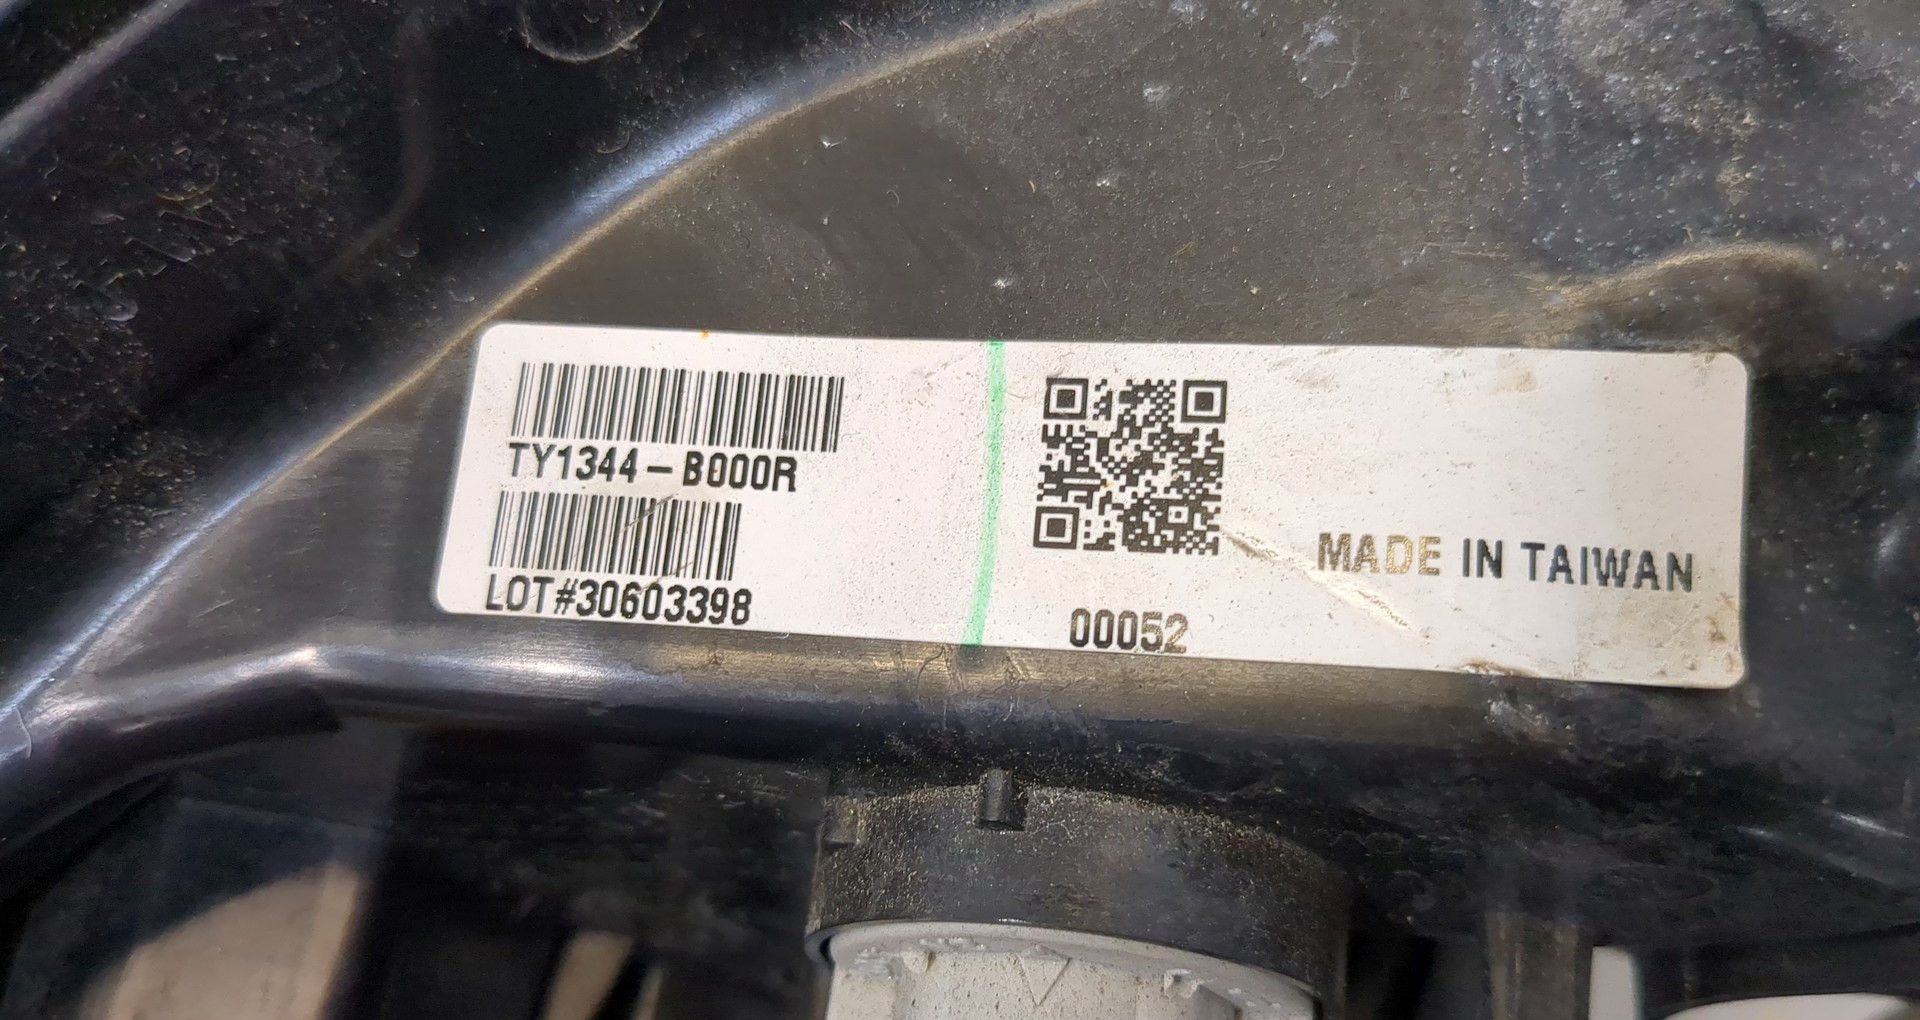 TY1344-B000R
LOT#30603398
00052
MADE IN TAIWAN